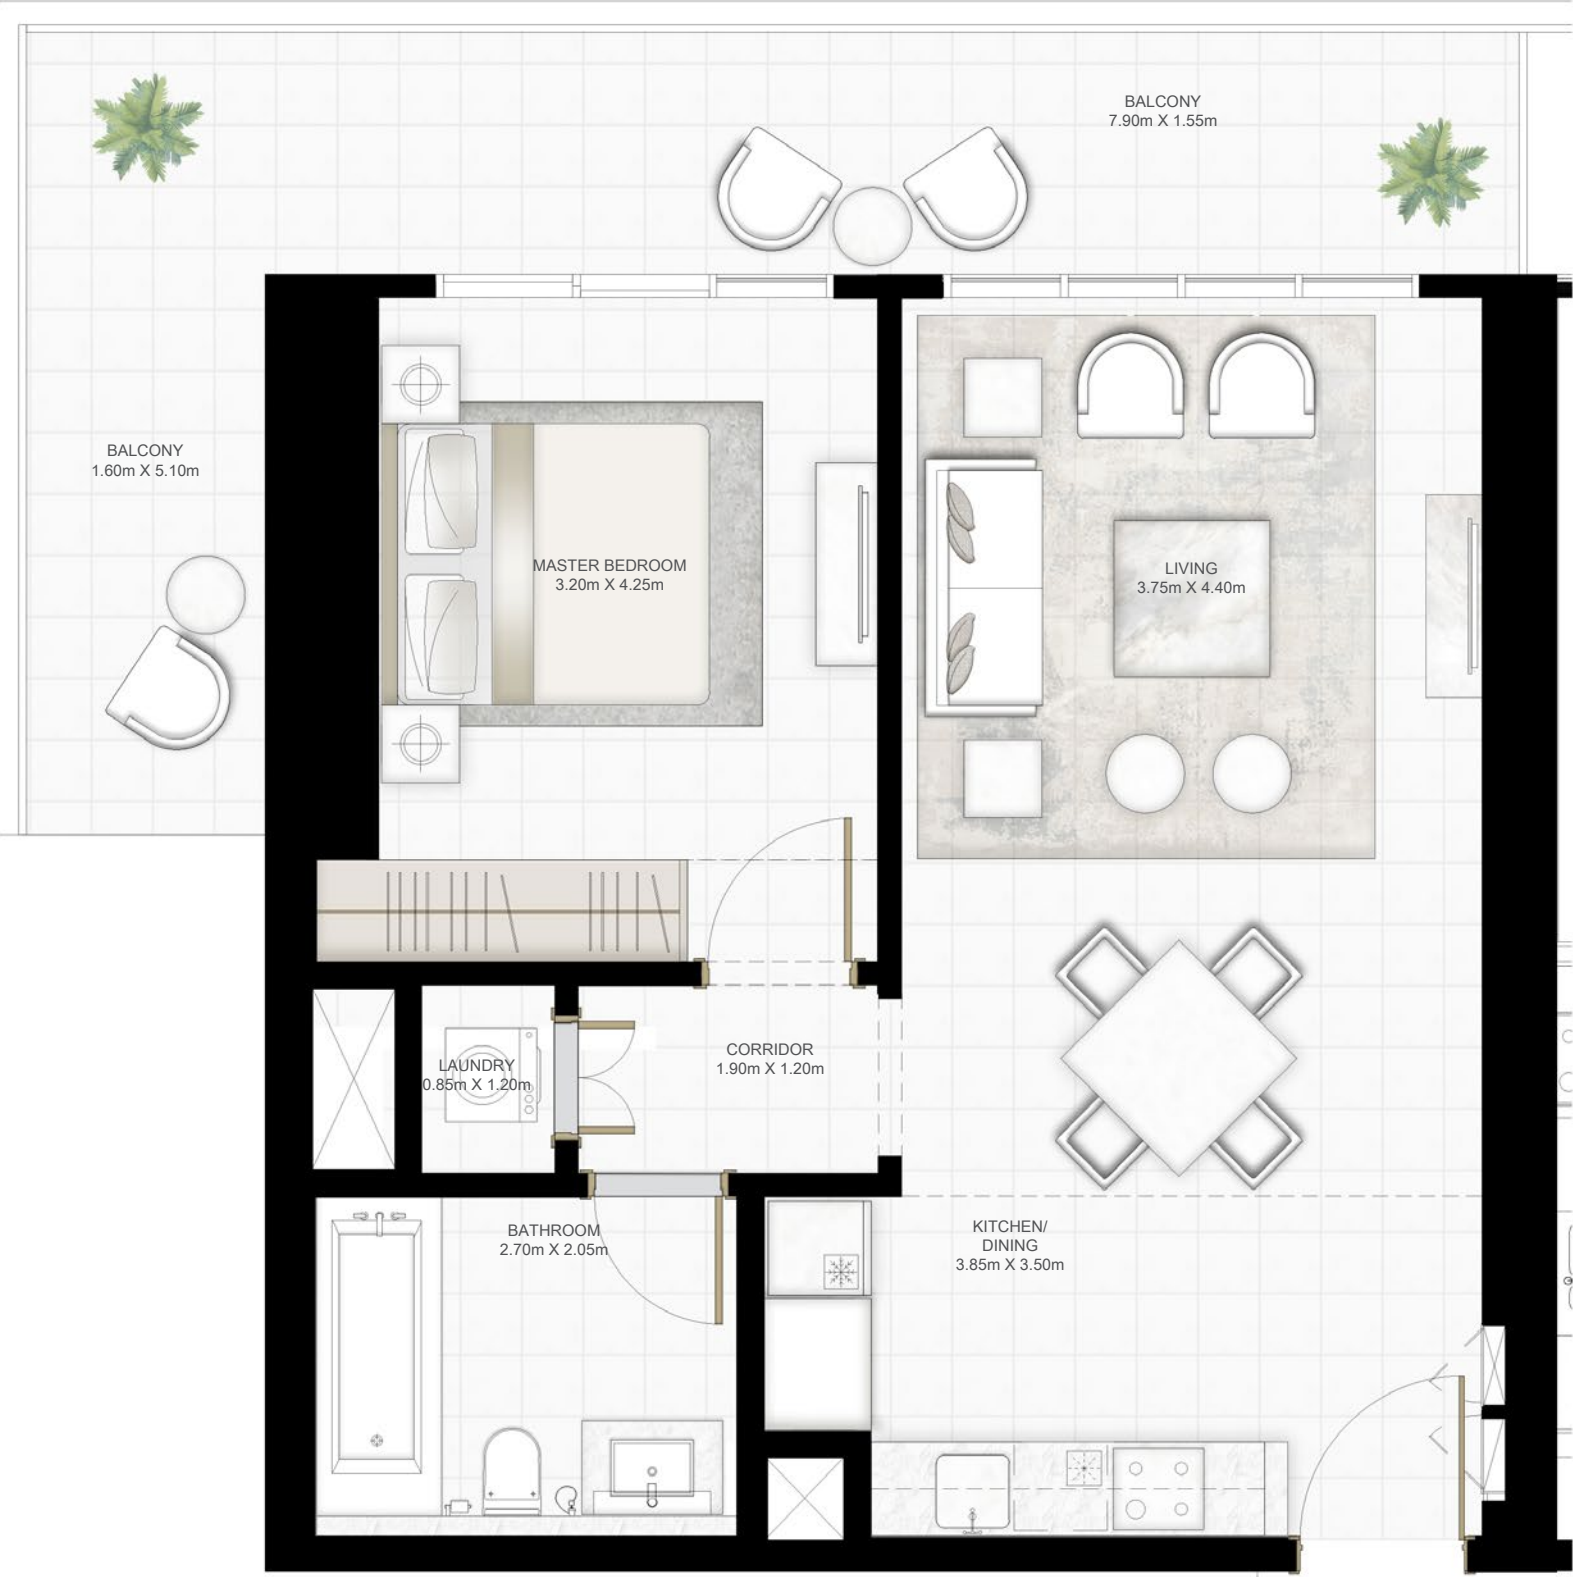 BALCONY
7.90m X 1.55m
BALCONY
1.60m X 5.10m
MASTER BEDROOM
3.20m X 4.25m
LIVING
3.75m X 4.40m
CORRIDOR
1.90m X 1.20m
LAUNDRY
0.85m X 1.20m
BATHROOM
2.70m X 2.05m
KITCHEN/
DINING
3.85m X 3.50m